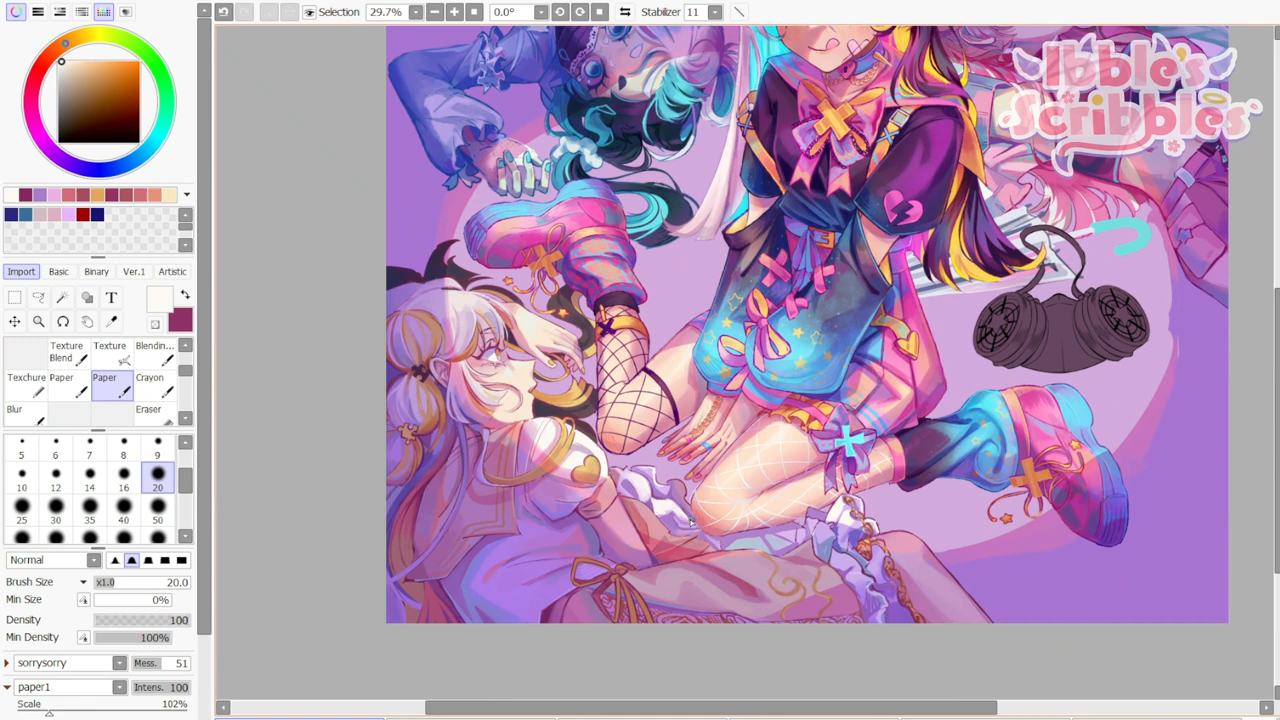 Selection
29.7%
0.0°
Stabilizer 11
Ibble's
Scribbles
Import Basic Binary Ver.1 Artistic
T
Texture
Blend
Texture
Blendin...
Texchure
Paper
Paper
Crayon
Blur
Eraser
5 6 7 8 9
10 12 14 16 20
25 30 35 40 50
Normal
Brush Size x1.0 20.0
Min Size 0%
Density 100
Min Density 100%
sorrysorry Mess. 51
paper1 Intens. 100
Scale 102%